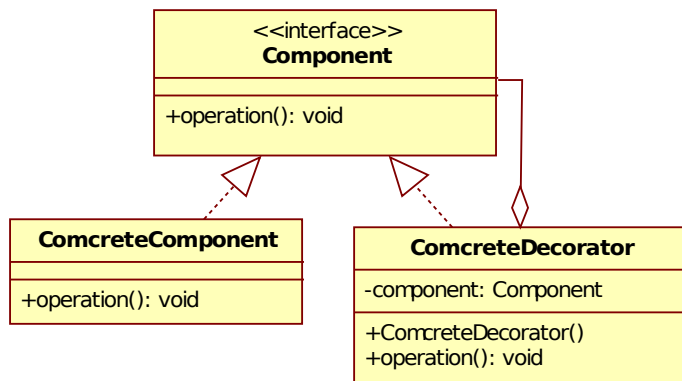 <<interface>>
Component
+operation(): void
ComcreteComponent
+operation(): void
ComcreteDecorator
-component: Component
+ComcreteDecorator()
+operation(): void